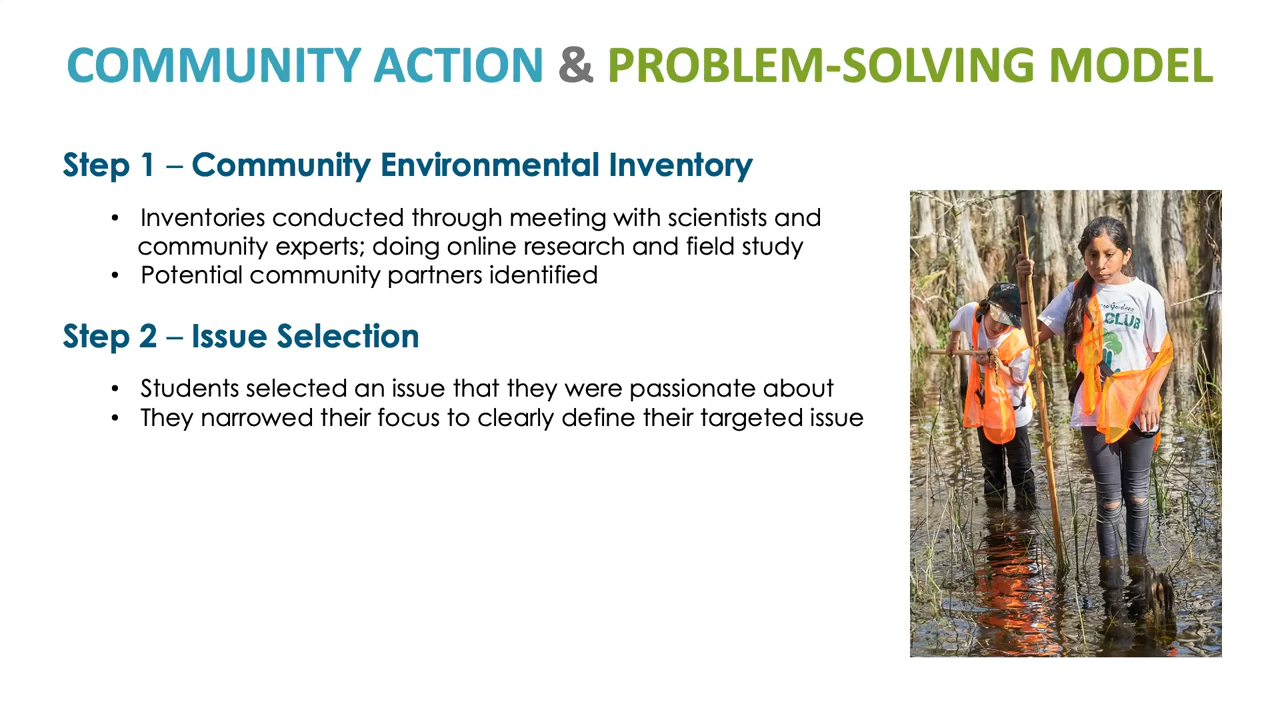 COMMUNITY ACTION & PROBLEM-SOLVING MODEL
Step 1 – Community Environmental Inventory
• Inventories conducted through meeting with scientists and
community experts; doing online research and field study
• Potential community partners identified
Step 2 – Issue Selection
• Students selected an issue that they were passionate about
• They narrowed their focus to clearly define their targeted issue
CLUB